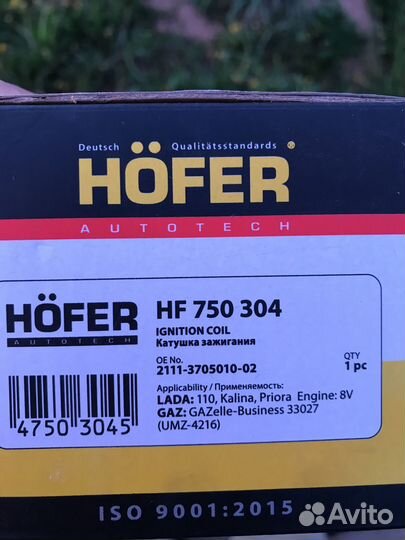 Deutsch Qualitätsstandards
HÖFER®
AUTOTECH
HÖFER
AUTOTECH
HF 750 304
IGNITION COIL
Катушка зажигания
OE No.
2111-3705010-02
QTY
1 pc
Applicability / Применяемость:
LADA: 110, Kalina, Priora Engine: 8V
GAZ: GAZelle-Business 33027
(UMZ-4216)
4750 3045
ISO 9001:2015
Avito